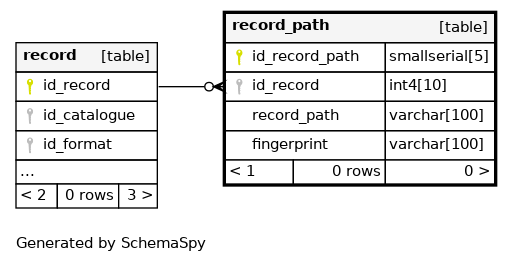 record [table]
id_record
id_catalogue
id_format
...
< 2 0 rows 3 >
record_path [table]
id_record_path smallserial[5]
id_record int4[10]
record_path varchar[100]
fingerprint varchar[100]
< 1 0 rows 0 >
Generated by SchemaSpy